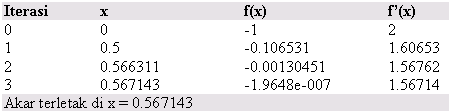 Iterasi x f(x) f'(x)
0 0 -1 2
1 0.5 -0.106531 1.60653
2 0.566311 -0.00130451 1.56762
3 0.567143 -1.9648e-007 1.56714
Akar terletak di x = 0.567143